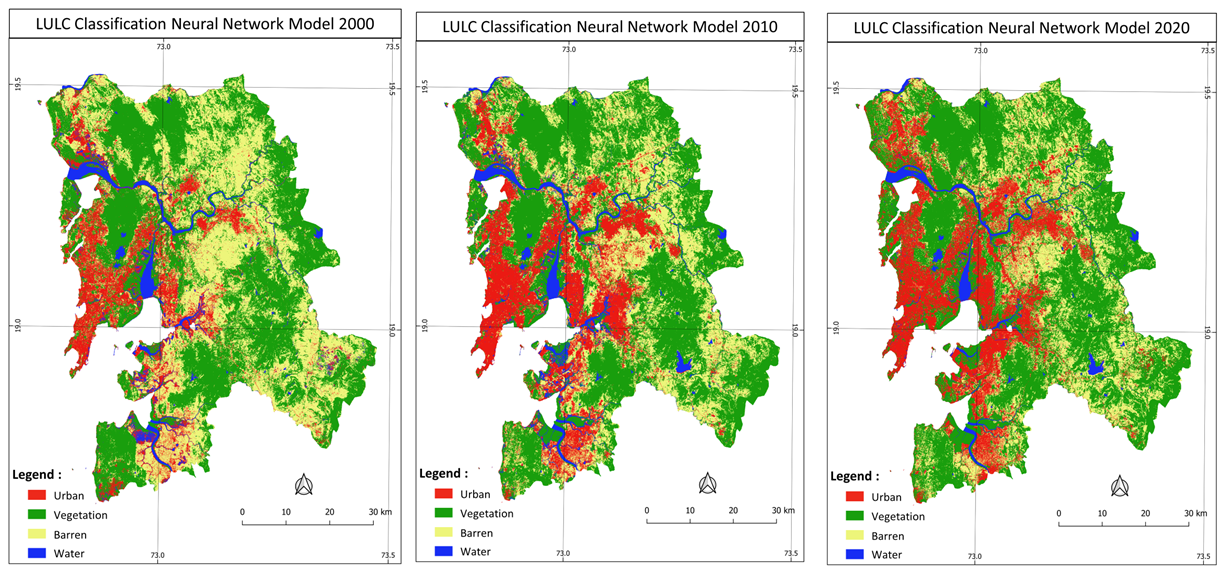 LULC Classification Neural Network Model 2000
73.0
73.5
19.5
19.5
19.0
19.0
Legend :
Urban
Vegetation
Barren
Water
0 10 20 30 km
73.0
73.5
LULC Classification Neural Network Model 2010
73.0
73.5
19.5
19.5
19.0
19.0
Legend :
Urban
Vegetation
Barren
Water
0 10 20 30 km
73.0
73.5
LULC Classification Neural Network Model 2020
73.0
73.5
19.5
19.5
19.0
19.0
Legend :
Urban
Vegetation
Barren
Water
0 10 20 30 km
73.0
73.5